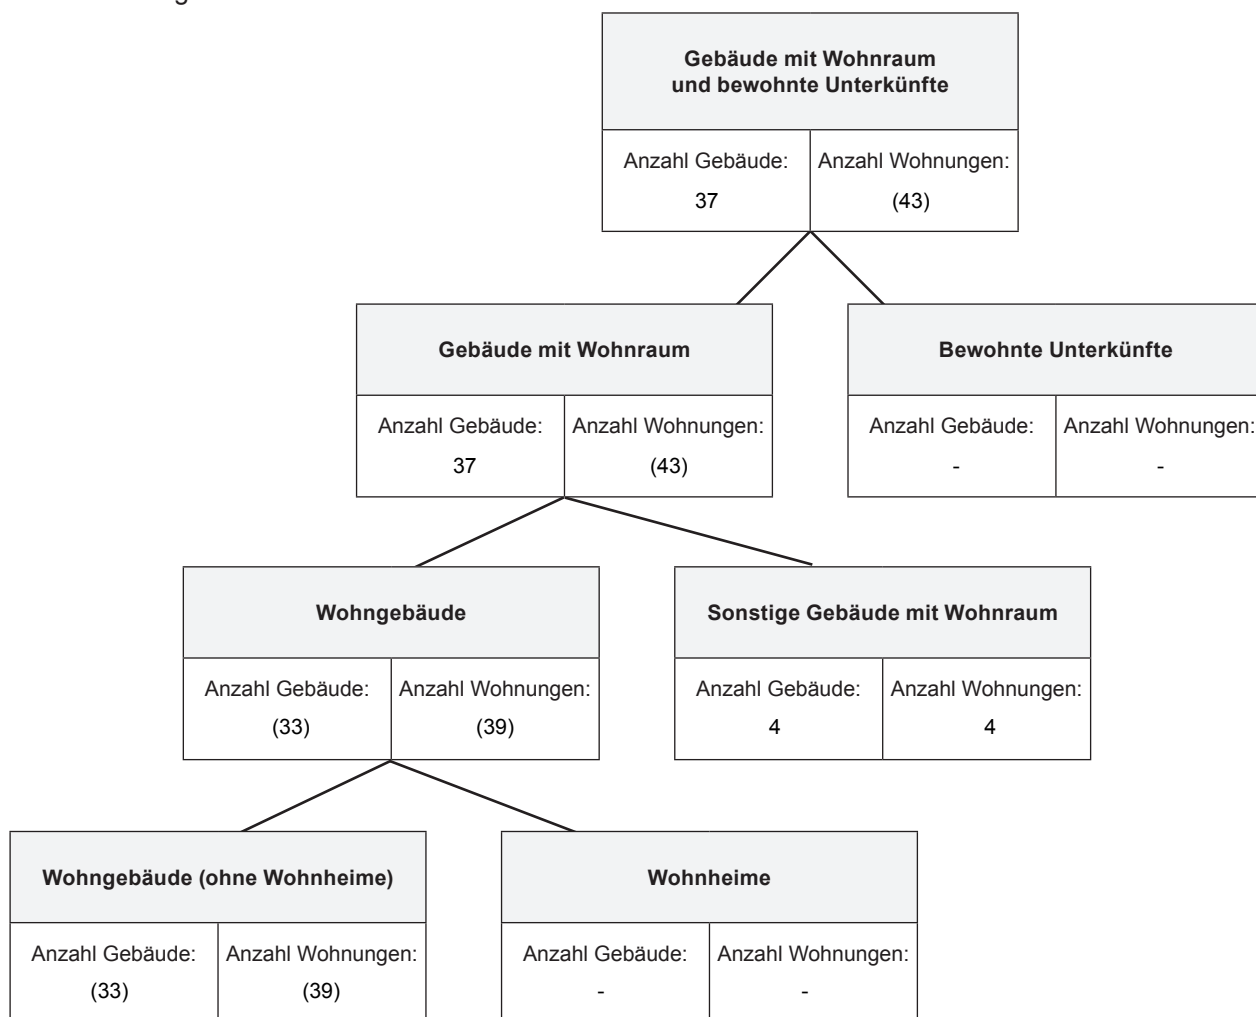 Gebäude mit Wohnraum
und bewohnte Unterkünfte
Anzahl Gebäude: Anzahl Wohnungen:
37 (43)
Gebäude mit Wohnraum
Anzahl Gebäude: Anzahl Wohnungen:
37 (43)
Bewohnte Unterkünfte
Anzahl Gebäude: Anzahl Wohnungen:
- -
Wohngebäude
Anzahl Gebäude: Anzahl Wohnungen:
(33) (39)
Sonstige Gebäude mit Wohnraum
Anzahl Gebäude: Anzahl Wohnungen:
4 4
Wohngebäude (ohne Wohnheime)
Anzahl Gebäude: Anzahl Wohnungen:
(33) (39)
Wohnheime
Anzahl Gebäude: Anzahl Wohnungen:
- -